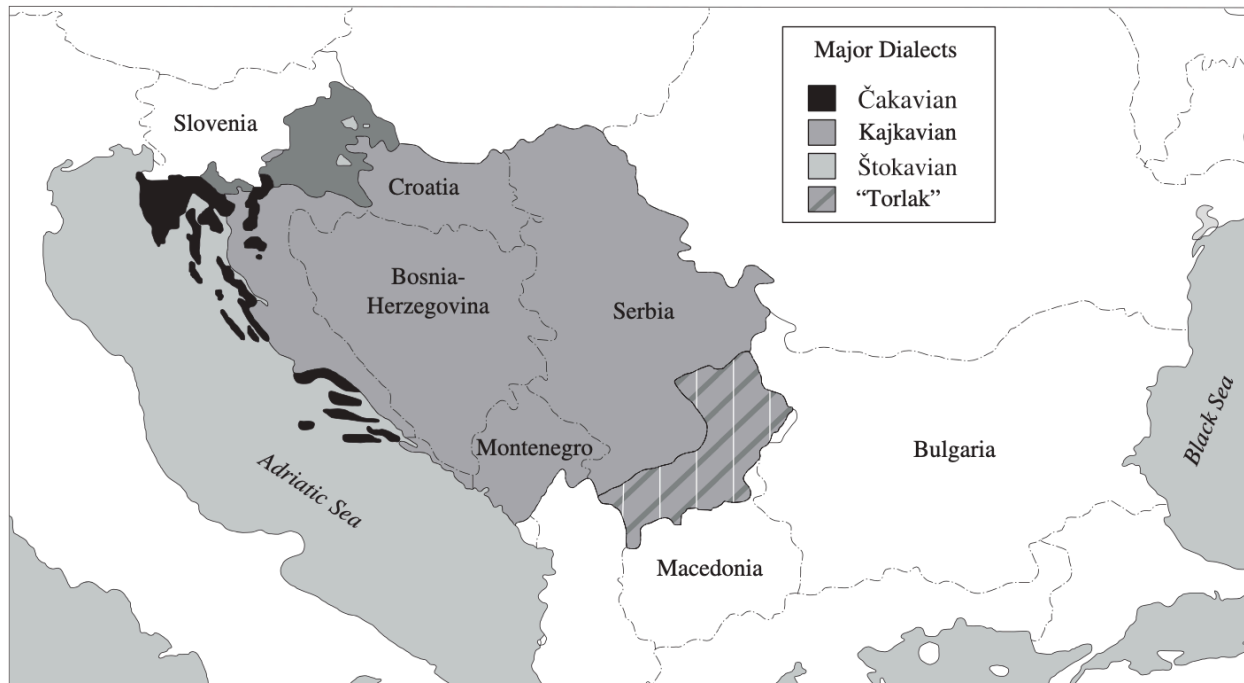 Major Dialects
Čakavian
Kajkavian
Štokavian
“Torlak”
Slovenia
Croatia
Bosnia-
Herzegovina
Serbia
Montenegro
Bulgaria
Macedonia
Adriatic Sea
Black Sea